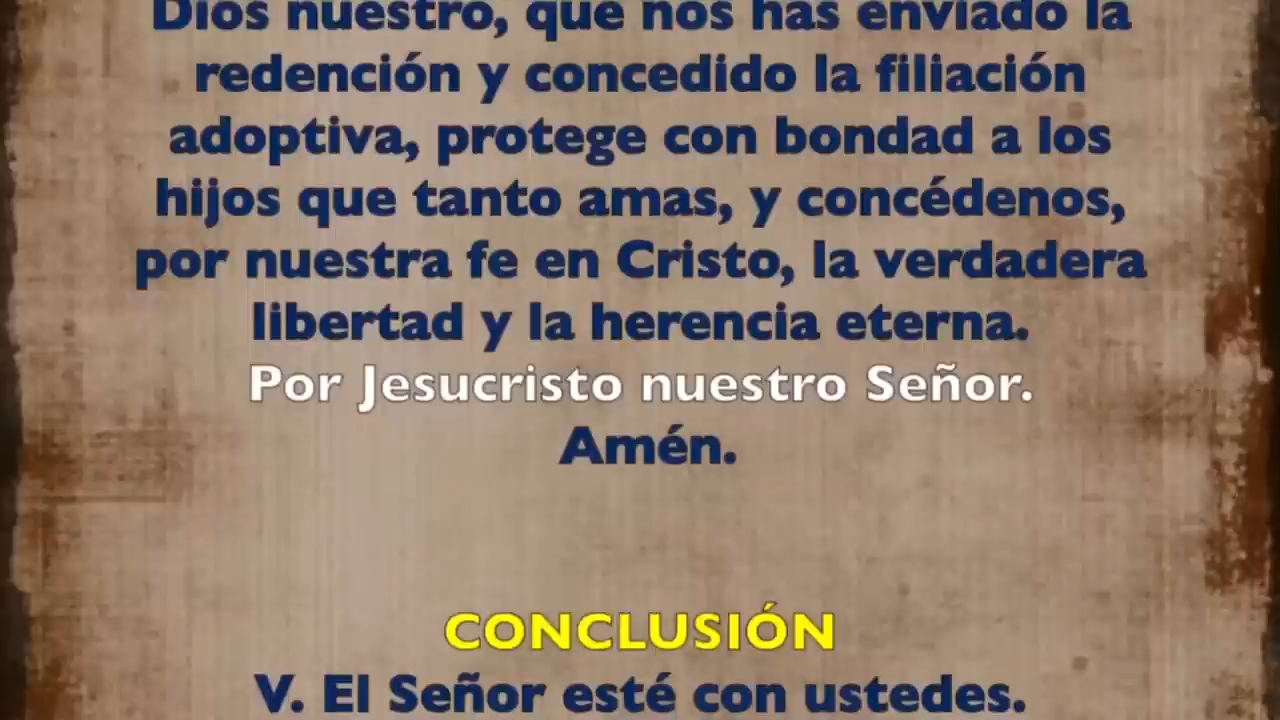 Dios nuestro, que nos has enviado la
redención y concedido la filiación
adoptiva, protege con bondad a los
hijos que tanto amas, y concédenos,
por nuestra fe en Cristo, la verdadera
libertad y la herencia eterna.
Por Jesucristo nuestro Señor.
Amén.
CONCLUSIÓN
V. El Señor esté con ustedes.